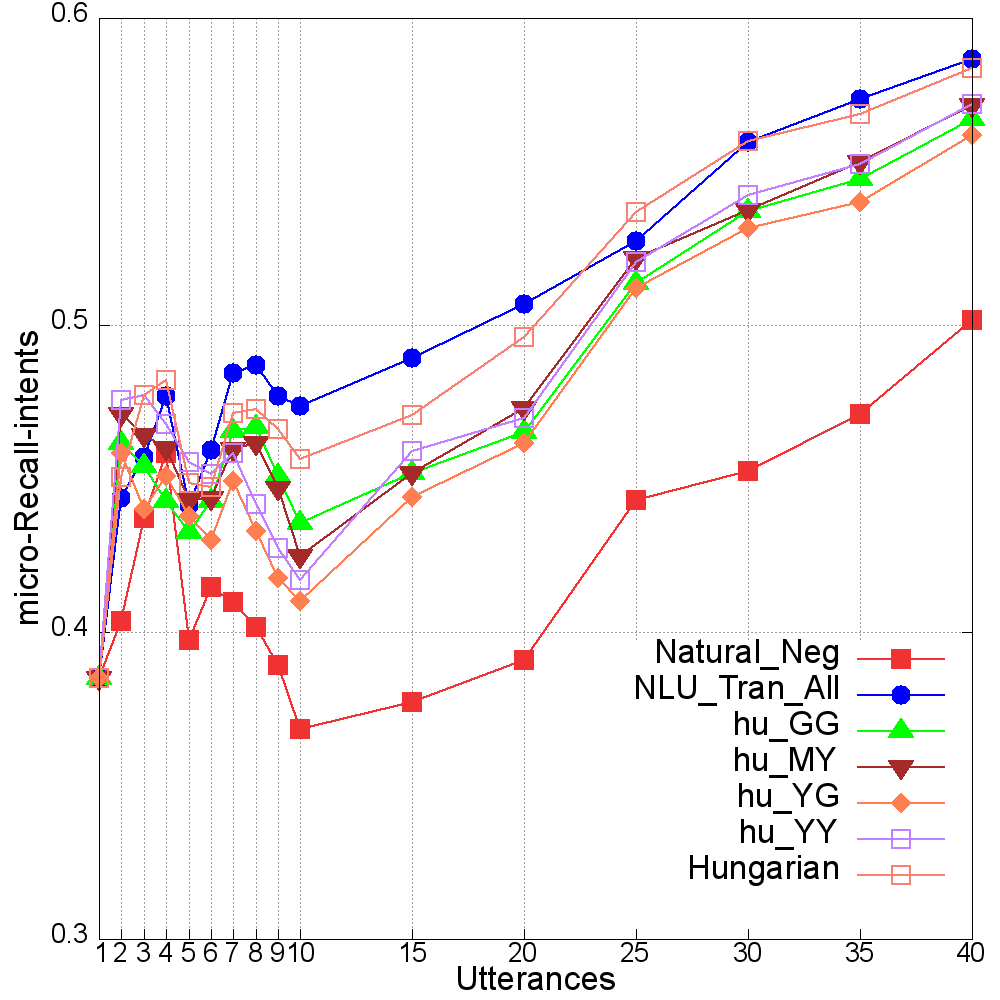 0.6
0.5
0.4
0.3
micro-Recall-intents
Natural_Neg
NLU_Tran_All
hu_GG
hu_MY
hu_YG
hu_YY
Hungarian
1 2 3 4 5 6 7 8 9 10 15 20 25 30 35 40
Utterances